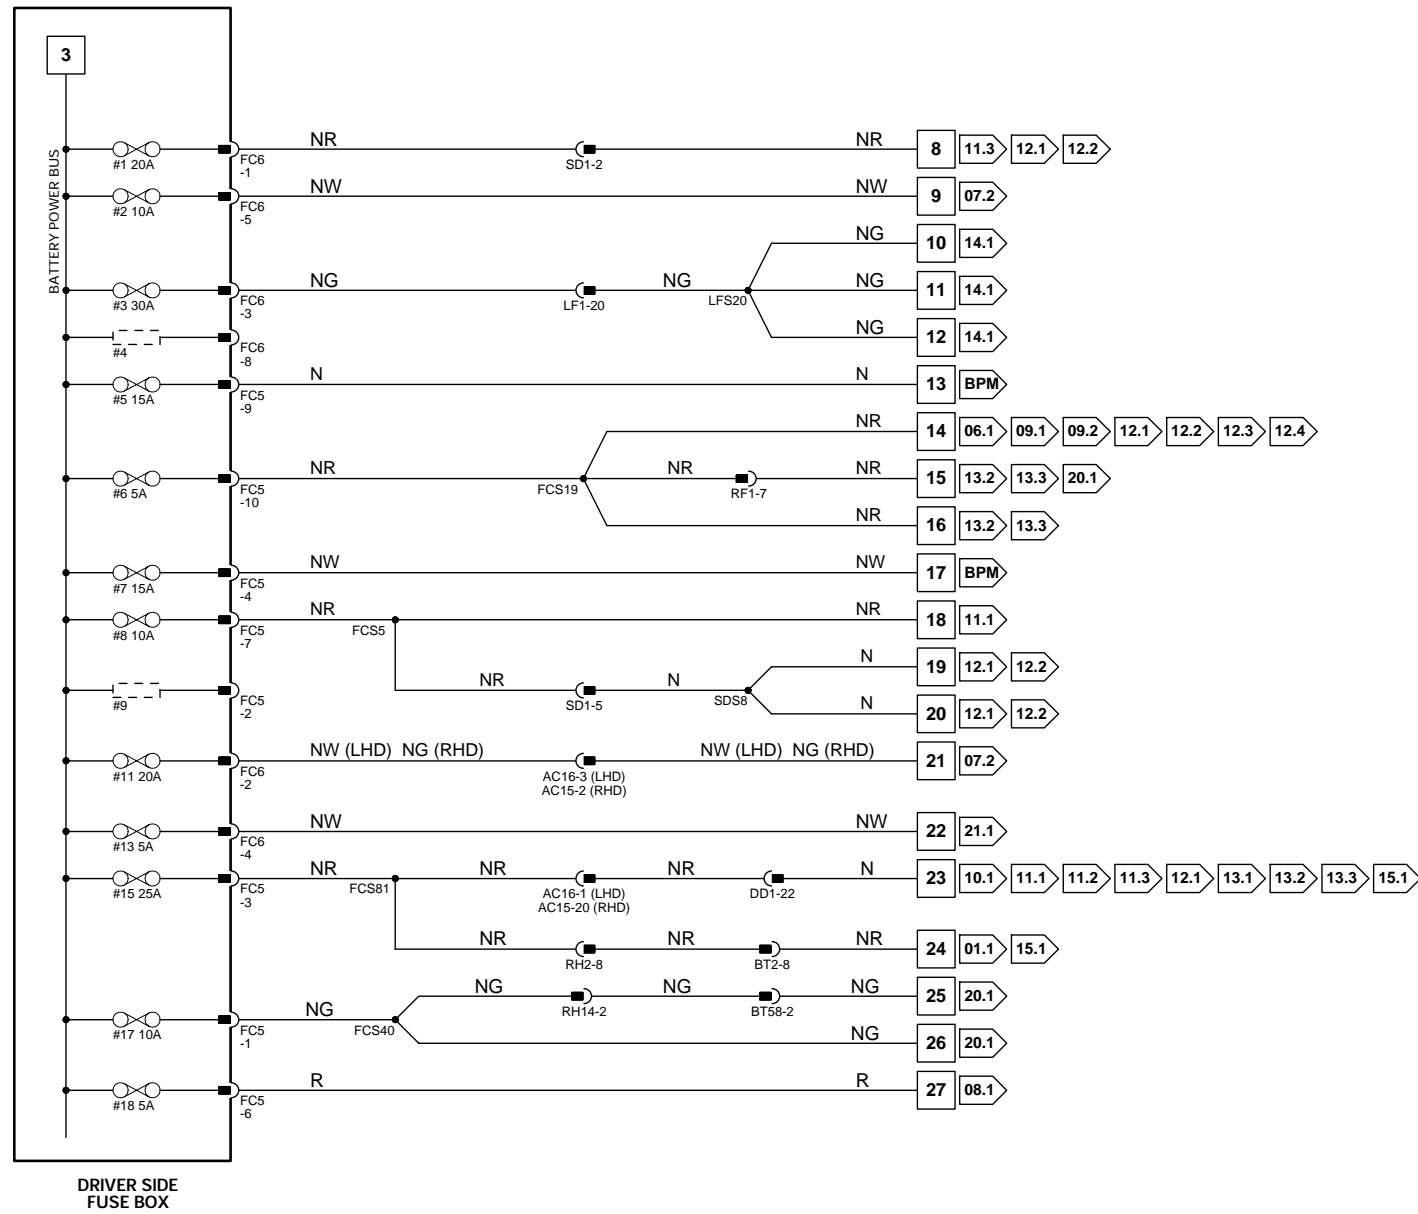 3
BATTERY POWER BUS
#1 20A FC6 -1 NR SD1-2 NR 8 11.3 12.1 12.2
#2 10A FC6 -5 NW NW 9 07.2
NG 10 14.1
#3 30A FC6 -3 NG LF1-20 NG LFS20 NG 11 14.1
NG 12 14.1
#4 FC6 -8
#5 15A FC5 -9 N N 13 BPM
NR 14 06.1 09.1 09.2 12.1 12.2 12.3 12.4
#6 5A FC5 -10 NR FCS19 NR RF1-7 NR 15 13.2 13.3 20.1
NR 16 13.2 13.3
#7 15A FC5 -4 NW NW 17 BPM
#8 10A FC5 -7 NR FCS5 NR 18 11.1
N 19 12.1 12.2
#9 FC5 -2 NR SD1-5 N SDS8
N 20 12.1 12.2
#11 20A FC6 -2 NW (LHD) NG (RHD) AC16-3 (LHD) AC15-2 (RHD) NW (LHD) NG (RHD) 21 07.2
#13 5A FC6 -4 NW NW 22 21.1
#15 25A FC5 -3 NR FCS81 NR AC16-1 (LHD) AC15-20 (RHD) NR DD1-22 N 23 10.1 11.1 11.2 11.3 12.1 13.1 13.2 13.3 15.1
NR RH2-8 NR BT2-8 NR 24 01.1 15.1
NG RH14-2 NG BT58-2 NG 25 20.1
#17 10A FC5 -1 NG FCS40
NG 26 20.1
#18 5A FC5 -6 R R 27 08.1
DRIVER SIDE
FUSE BOX